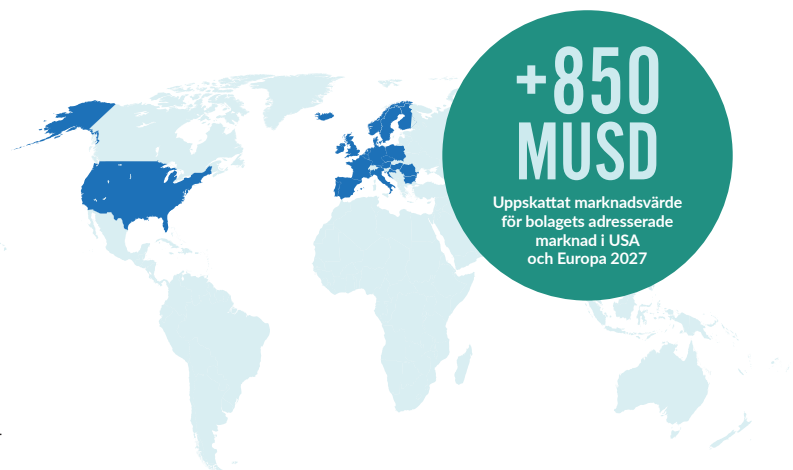 +850
MUSD
Uppskattat marknadsvärde
för bolagets adresserade
marknad i USA
och Europa 2027